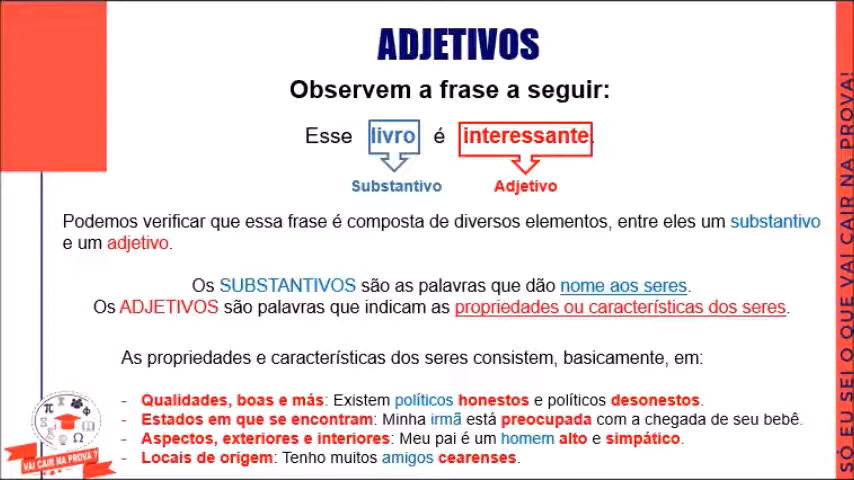 ADJETIVOS
Observem a frase a seguir:
Esse livro é interessante.
Substantivo Adjetivo
Podemos verificar que essa frase é composta de diversos elementos, entre eles um substantivo
e um adjetivo.
Os SUBSTANTIVOS são as palavras que dão nome aos seres.
Os ADJETIVOS são palavras que indicam as propriedades ou características dos seres.
As propriedades e características dos seres consistem, basicamente, em:
- Qualidades, boas e más: Existem políticos honestos e políticos desonestos.
- Estados em que se encontram: Minha irmã está preocupada com a chegada de seu bebê.
- Aspectos, exteriores e interiores: Meu pai é um homem alto e simpático.
- Locais de origem: Tenho muitos amigos cearenses.
VAI CAIR NA PROVA?
SÓ EU SEI O QUE VAI CAIR NA PROVA!